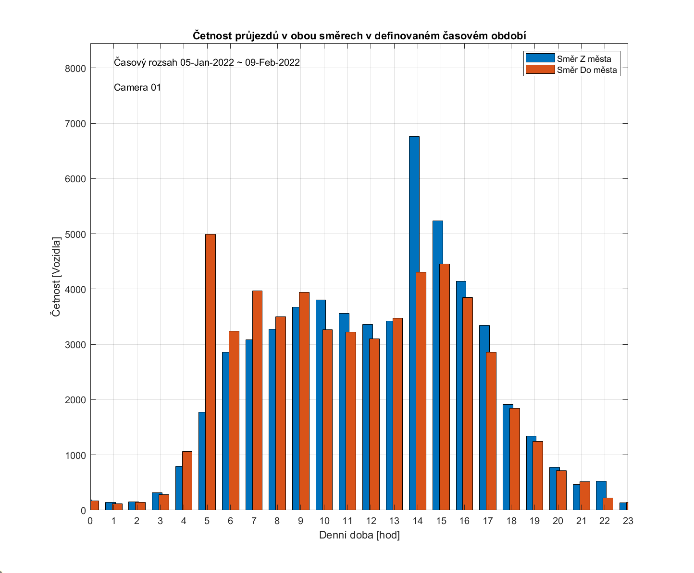 Četnost průjezdů v obou směrech v definovaném časovém období
Časový rozsah 05-Jan-2022 ~ 09-Feb-2022
Camera 01
Směr Z města
Směr Do města
8000
7000
6000
5000
4000
3000
2000
1000
0
Četnost [Vozidla]
0 1 2 3 4 5 6 7 8 9 10 11 12 13 14 15 16 17 18 19 20 21 22 23
Denní doba [hod]